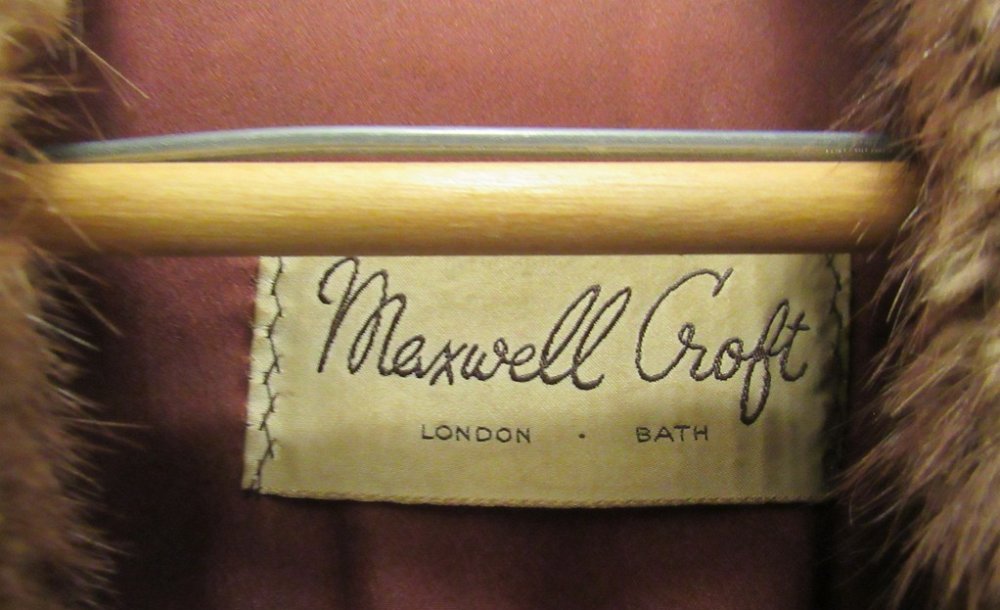 Maxwell Croft
LONDON · BATH